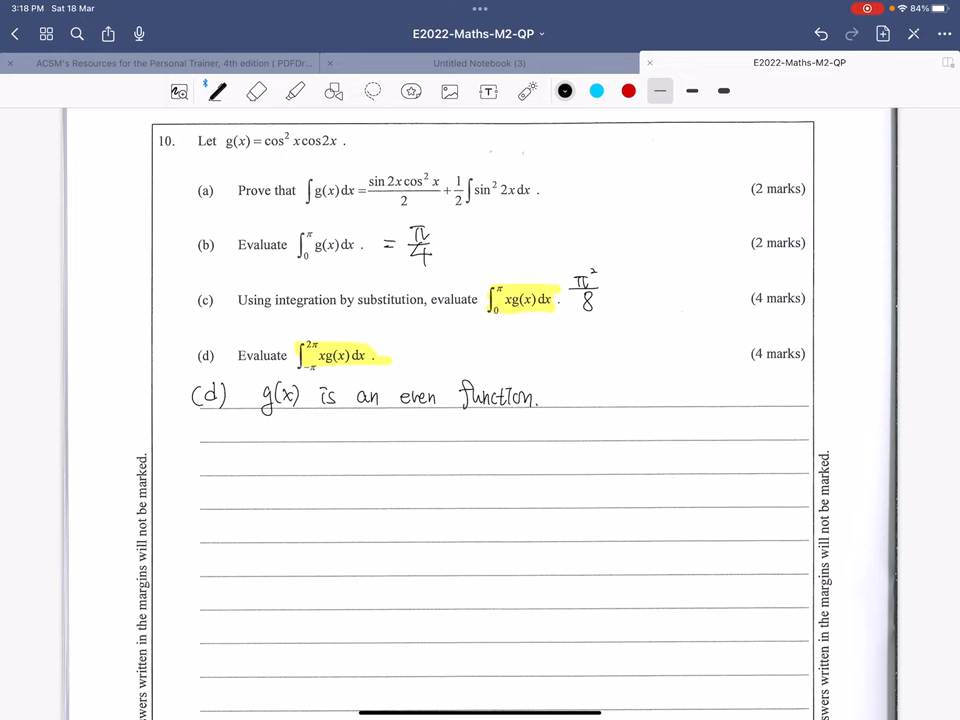 3:18 PM Sat 18 Mar
84%
E2022-Maths-M2-QP
ACSM's Resources for the Personal Trainer, 4th edition ( PDFDr...
Untitled Notebook (3)
E2022-Maths-M2-QP
10. Let g(x) = cos² x cos 2x .
(a) Prove that ∫ g(x) dx = (sin 2x cos² x)/2 + 1/2 ∫ sin² 2x dx . (2 marks)
(b) Evaluate ∫₀^π g(x) dx . = π/4 (2 marks)
(c) Using integration by substitution, evaluate ∫₀^π xg(x) dx . π²/8 (4 marks)
(d) Evaluate ∫_{-π}^{2π} xg(x) dx . (4 marks)
(d) g(x) is an even function.
swers written in the margins will not be marked.
swers written in the margins will not be marked.